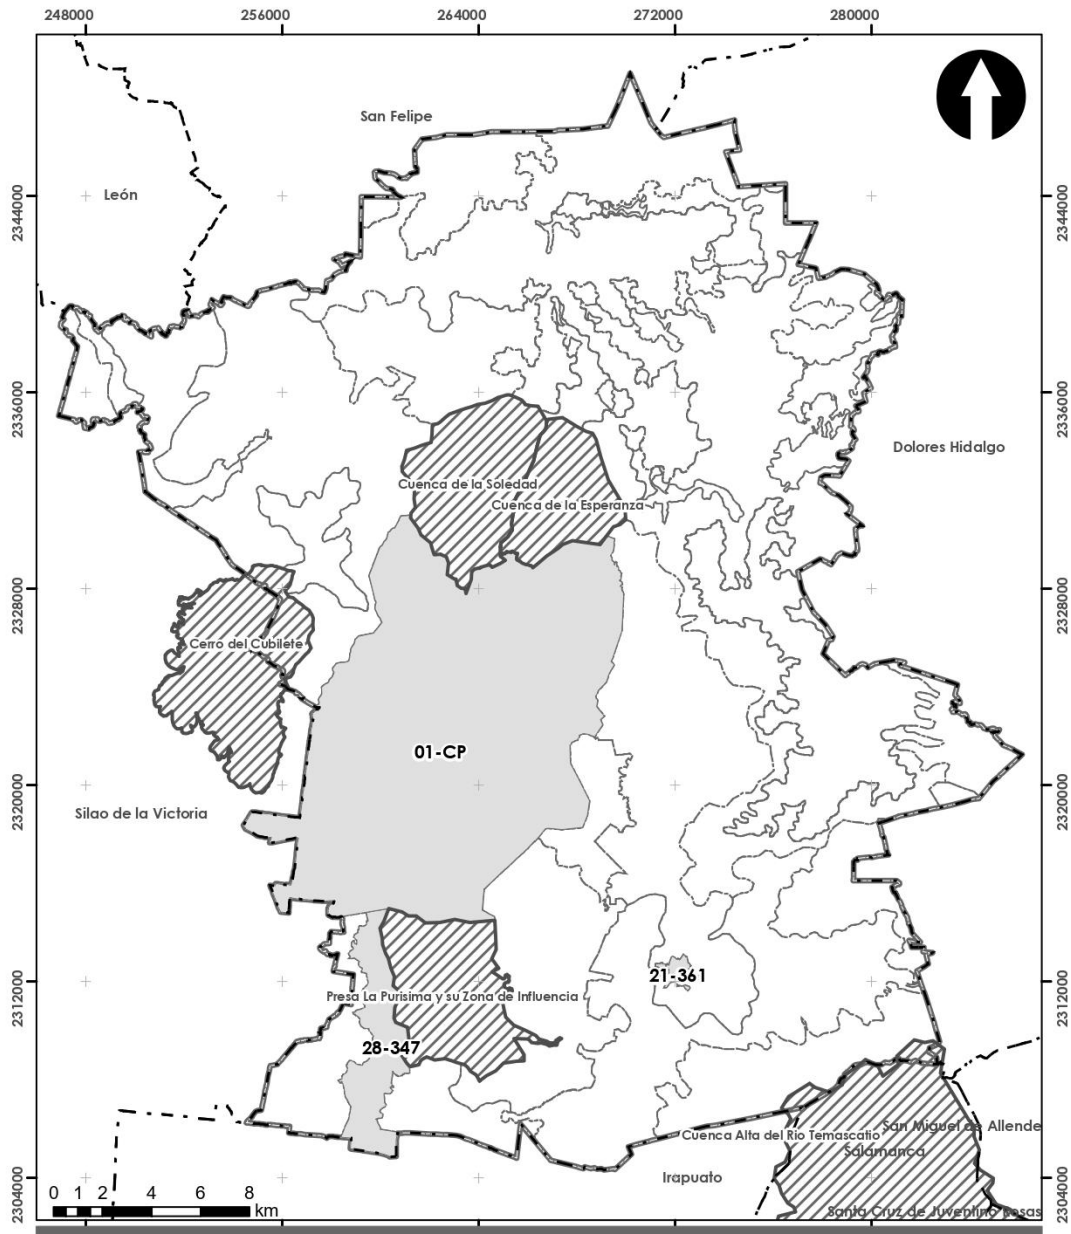 248000 256000 264000 272000 280000
San Felipe
León
2344000 2344000
2336000 2336000
Dolores Hidalgo
Cuenca de la Soledad
Cuenca de la Esperanza
2328000 2328000
Cerro del Cubilete
01-CP
2320000 2320000
Silao de la Victoria
21-361
2312000 2312000
Presa La Purisima y su Zona de Influencia
28-347
San Miguel de Allende
Cuenca Alta del Rio Temascatio
Salamanca
Irapuato
2304000 2304000
0 1 2 4 6 8
km
Santa Cruz de Juventino Rosas